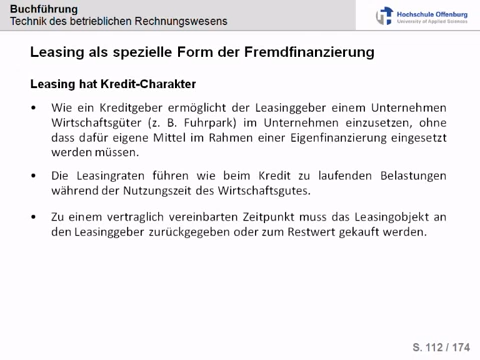 Buchführung
Technik des betrieblichen Rechnungswesens
Hochschule Offenburg
University of Applied Sciences
Leasing als spezielle Form der Fremdfinanzierung
Leasing hat Kredit-Charakter
• Wie ein Kreditgeber ermöglicht der Leasinggeber einem Unternehmen
Wirtschaftsgüter (z. B. Fuhrpark) im Unternehmen einzusetzen, ohne
dass dafür eigene Mittel im Rahmen einer Eigenfinanzierung eingesetzt
werden müssen.
• Die Leasingraten führen wie beim Kredit zu laufenden Belastungen
während der Nutzungszeit des Wirtschaftsgutes.
• Zu einem vertraglich vereinbarten Zeitpunkt muss das Leasingobjekt an
den Leasinggeber zurückgegeben oder zum Restwert gekauft werden.
S. 112 / 174